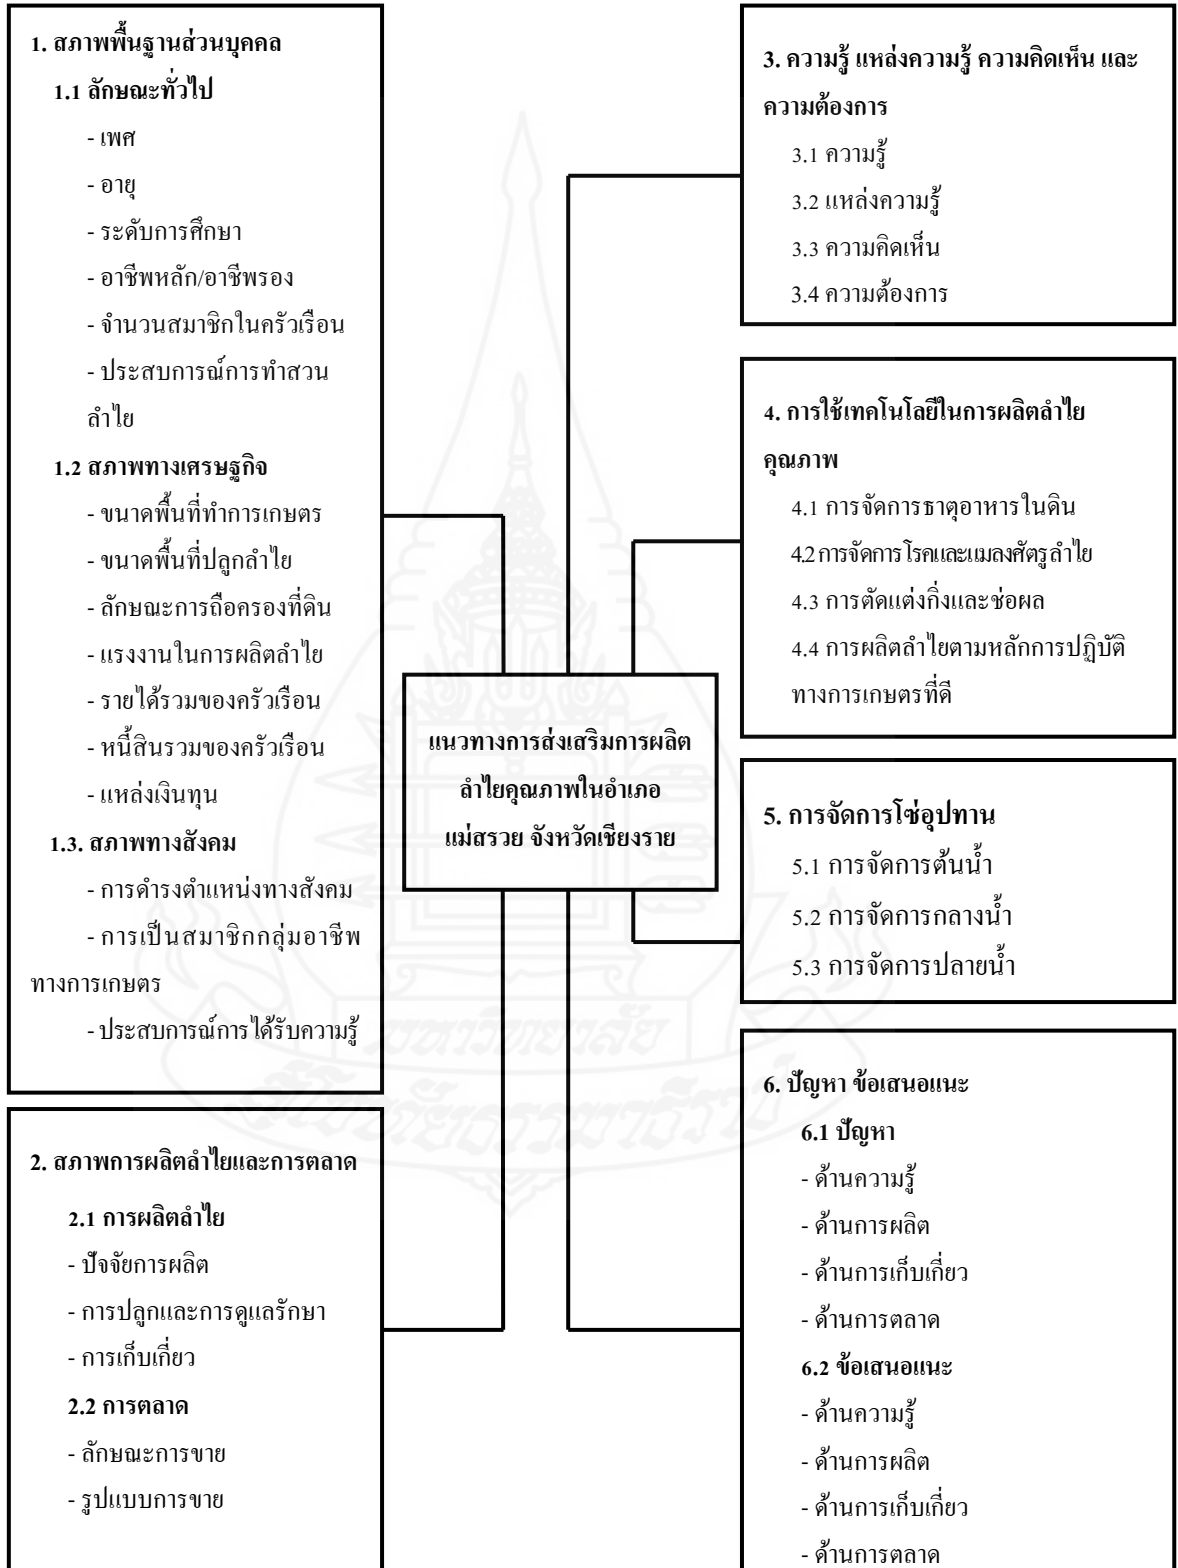 1. สภาพพื้นฐานส่วนบุคคล
1.1 ลักษณะทั่วไป
- เพศ
- อายุ
- ระดับการศึกษา
- อาชีพหลัก/อาชีพรอง
- จำนวนสมาชิกในครัวเรือน
- ประสบการณ์การทำสวน
ลำไย
1.2 สภาพทางเศรษฐกิจ
- ขนาดพื้นที่ทำการเกษตร
- ขนาดพื้นที่ปลูกลำไย
- ลักษณะการถือครองที่ดิน
- แรงงานในการผลิตลำไย
- รายได้รวมของครัวเรือน
- หนี้สินรวมของครัวเรือน
- แหล่งเงินทุน
1.3. สภาพทางสังคม
- การดำรงตำแหน่งทางสังคม
- การเป็นสมาชิกกลุ่มอาชีพ
ทางการเกษตร
- ประสบการณ์การได้รับความรู้
2. สภาพการผลิตลำไยและการตลาด
2.1 การผลิตลำไย
- ปัจจัยการผลิต
- การปลูกและการดูแลรักษา
- การเก็บเกี่ยว
2.2 การตลาด
- ลักษณะการขาย
- รูปแบบการขาย
แนวทางการส่งเสริมการผลิต
ลำไยคุณภาพในอำเภอ
แม่สรวย จังหวัดเชียงราย
มหาวิทยาลัย
สุโขทัยธรรมาธิราช
3. ความรู้ แหล่งความรู้ ความคิดเห็น และ
ความต้องการ
3.1 ความรู้
3.2 แหล่งความรู้
3.3 ความคิดเห็น
3.4 ความต้องการ
4. การใช้เทคโนโลยีในการผลิตลำไย
คุณภาพ
4.1 การจัดการธาตุอาหารในดิน
4.2 การจัดการโรคและแมลงศัตรูลำไย
4.3 การตัดแต่งกิ่งและช่อผล
4.4 การผลิตลำไยตามหลักการปฏิบัติ
ทางการเกษตรที่ดี
5. การจัดการโซ่อุปทาน
5.1 การจัดการต้นน้ำ
5.2 การจัดการกลางน้ำ
5.3 การจัดการปลายน้ำ
6. ปัญหา ข้อเสนอแนะ
6.1 ปัญหา
- ด้านความรู้
- ด้านการผลิต
- ด้านการเก็บเกี่ยว
- ด้านการตลาด
6.2 ข้อเสนอแนะ
- ด้านความรู้
- ด้านการผลิต
- ด้านการเก็บเกี่ยว
- ด้านการตลาด